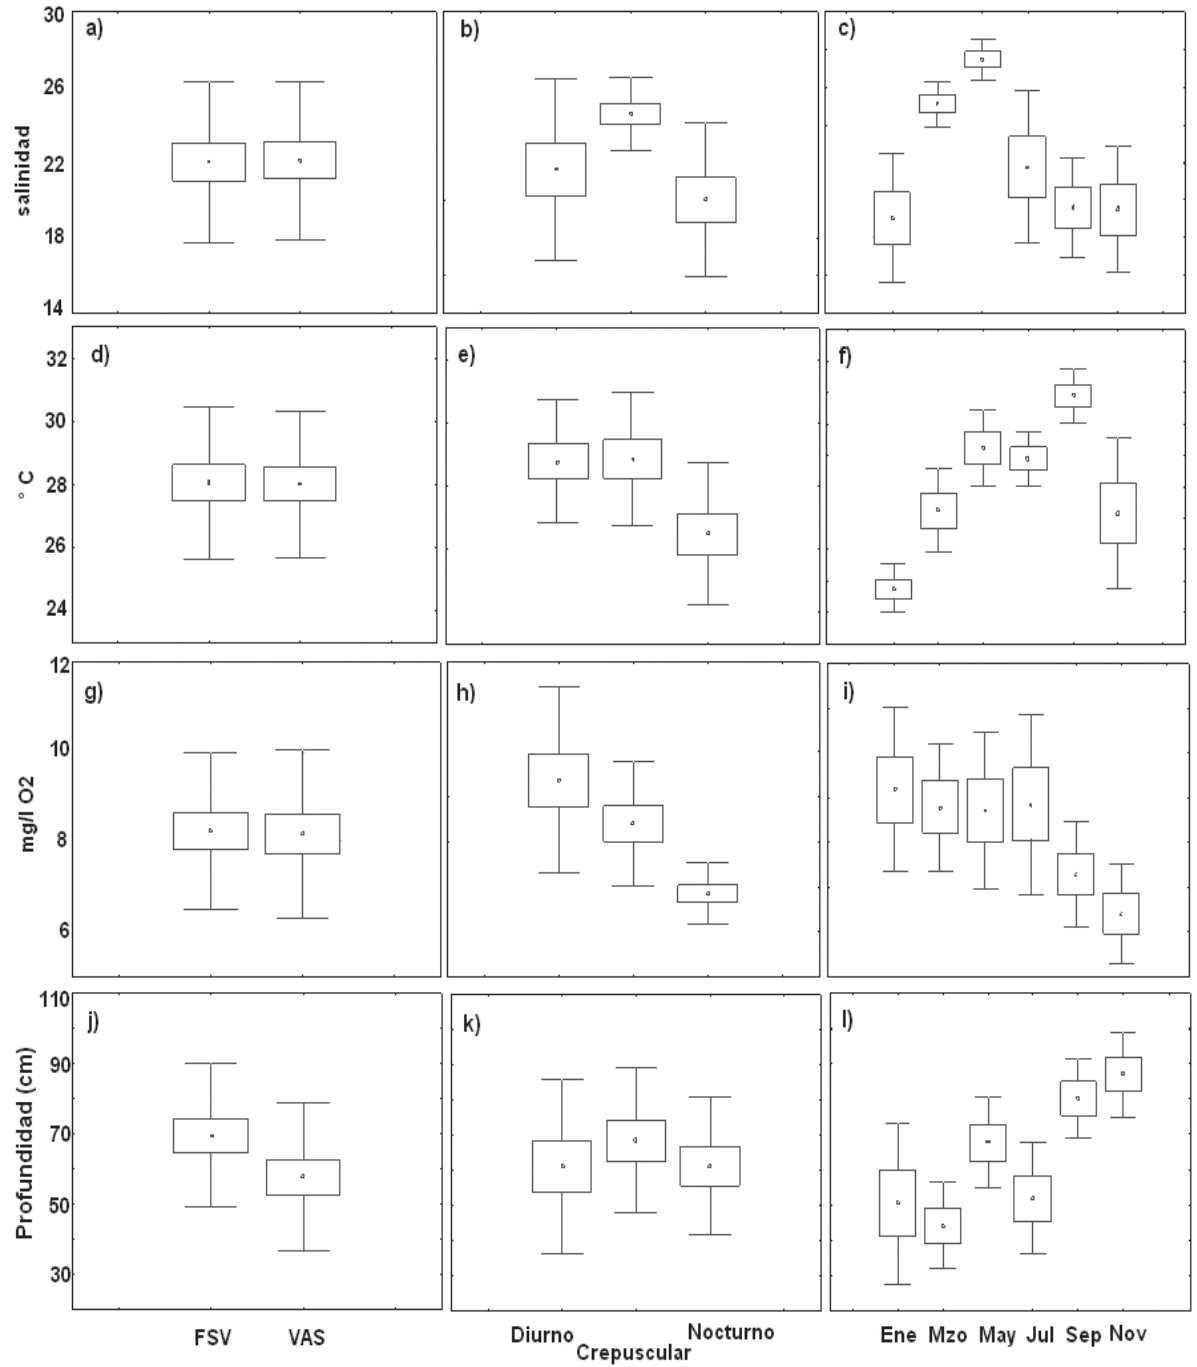 30
26
22
18
14
salinidad
a)
b)
c)
32
30
28
26
24
° C
d)
e)
f)
12
10
8
6
mg/l O2
g)
h)
i)
110
90
70
50
30
Profundidad (cm)
j)
k)
l)
FSV VAS
Diurno Nocturno
Crepuscular
Ene Mzo May Jul Sep Nov